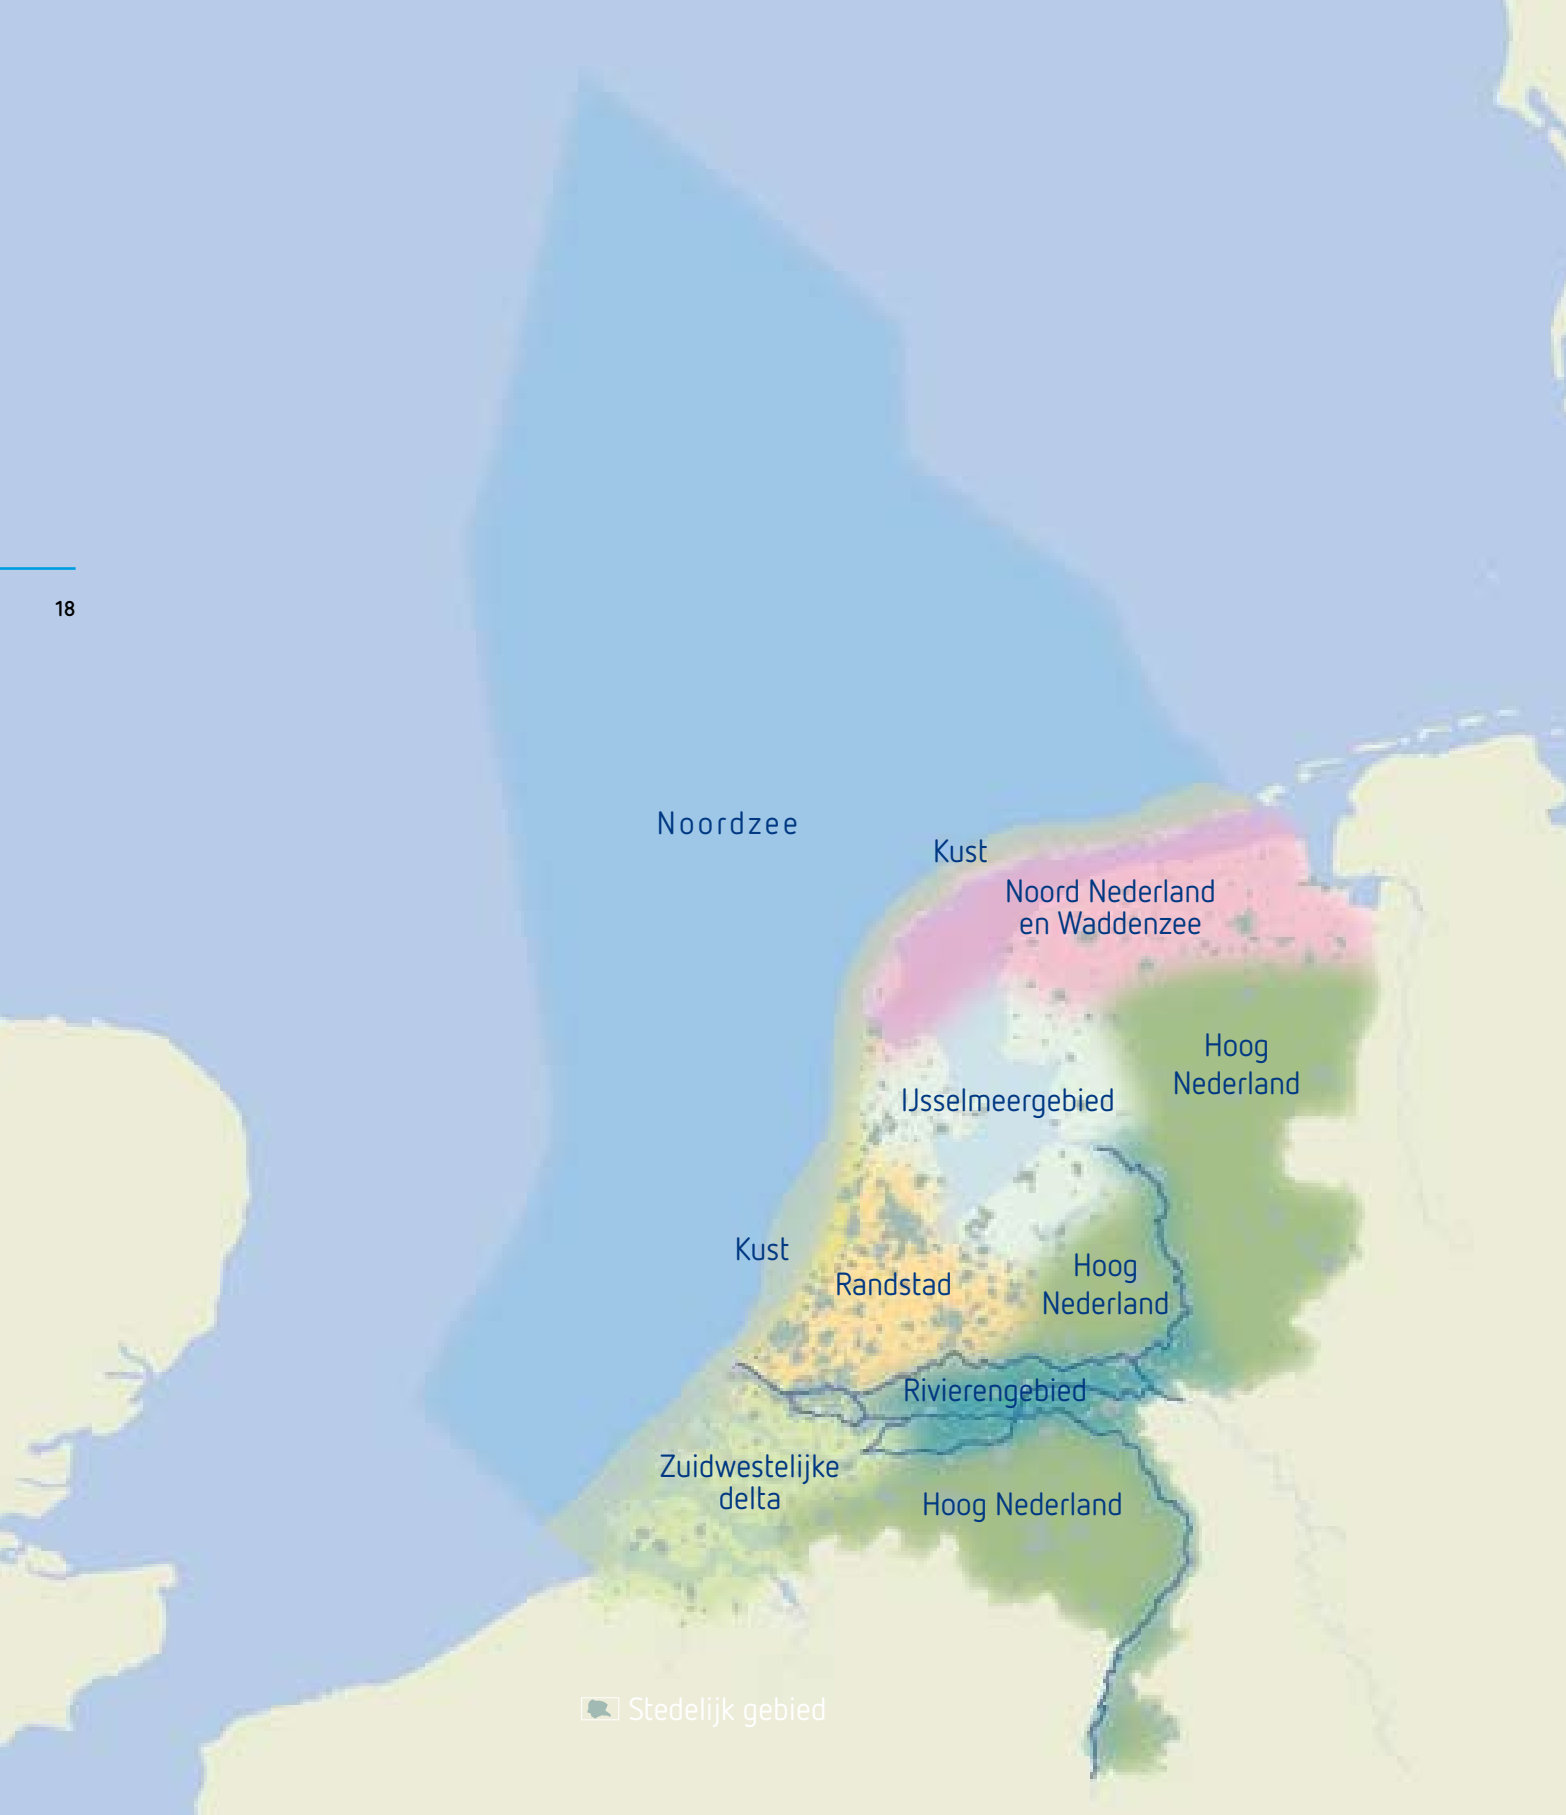 18
Noordzee
Kust
Noord Nederland
en Waddenzee
Hoog
Nederland
IJsselmeergebied
Kust
Hoog
Nederland
Randstad
Rivierengebied
Zuidwestelijke
delta
Hoog Nederland
Stedelijk gebied